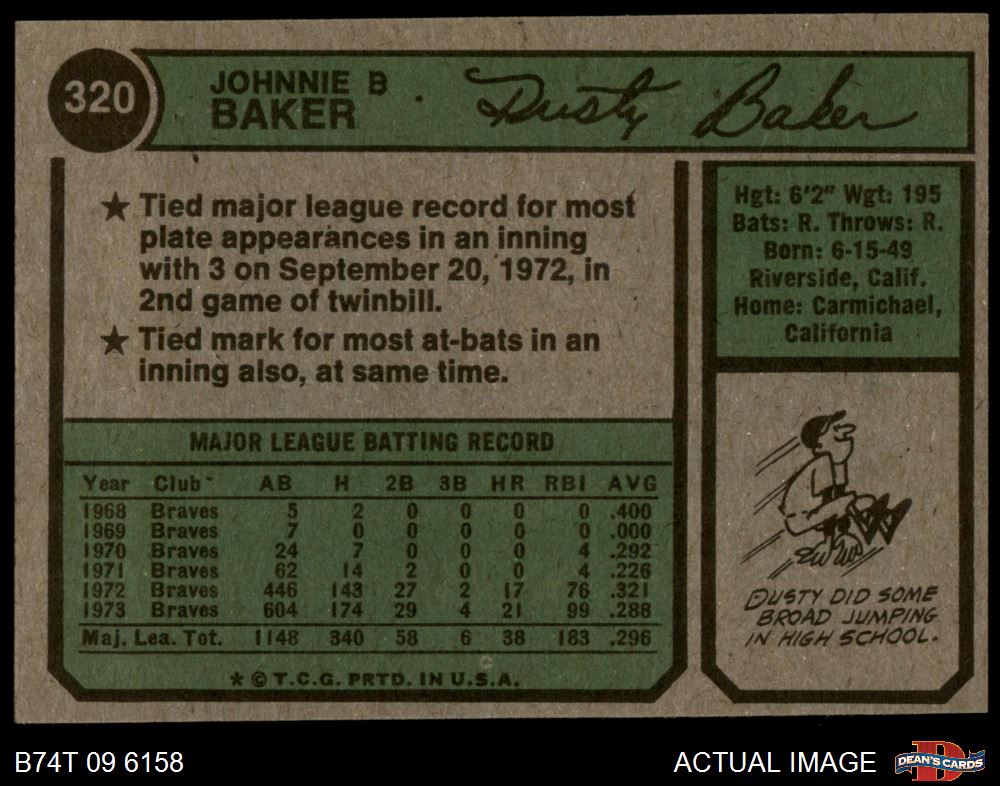 320
JOHNNIE B
BAKER
Dusty Baker
★ Tied major league record for most
plate appearances in an inning
with 3 on September 20, 1972, in
2nd game of twinbill.
★ Tied mark for most at-bats in an
inning also, at same time.
Hgt: 6'2" Wgt: 195
Bats: R. Throws: R.
Born: 6-15-49
Riverside, Calif.
Home: Carmichael,
California
MAJOR LEAGUE BATTING RECORD
Year Club AB H 2B 3B HR RBI AVG
1968 Braves 5 2 0 0 0 0 .400
1969 Braves 7 0 0 0 0 0 .000
1970 Braves 24 7 0 0 0 4 .292
1971 Braves 62 14 2 0 0 4 .226
1972 Braves 446 143 27 2 17 76 .321
1973 Braves 604 174 29 4 21 99 .288
Maj. Lea. Tot. 1148 340 58 6 38 183 .296
* © T.C.G. PRTD. IN U.S.A.
DUSTY DID SOME
BROAD JUMPING
IN HIGH SCHOOL.
B74T 09 6158
ACTUAL IMAGE
D
DEAN'S CARDS